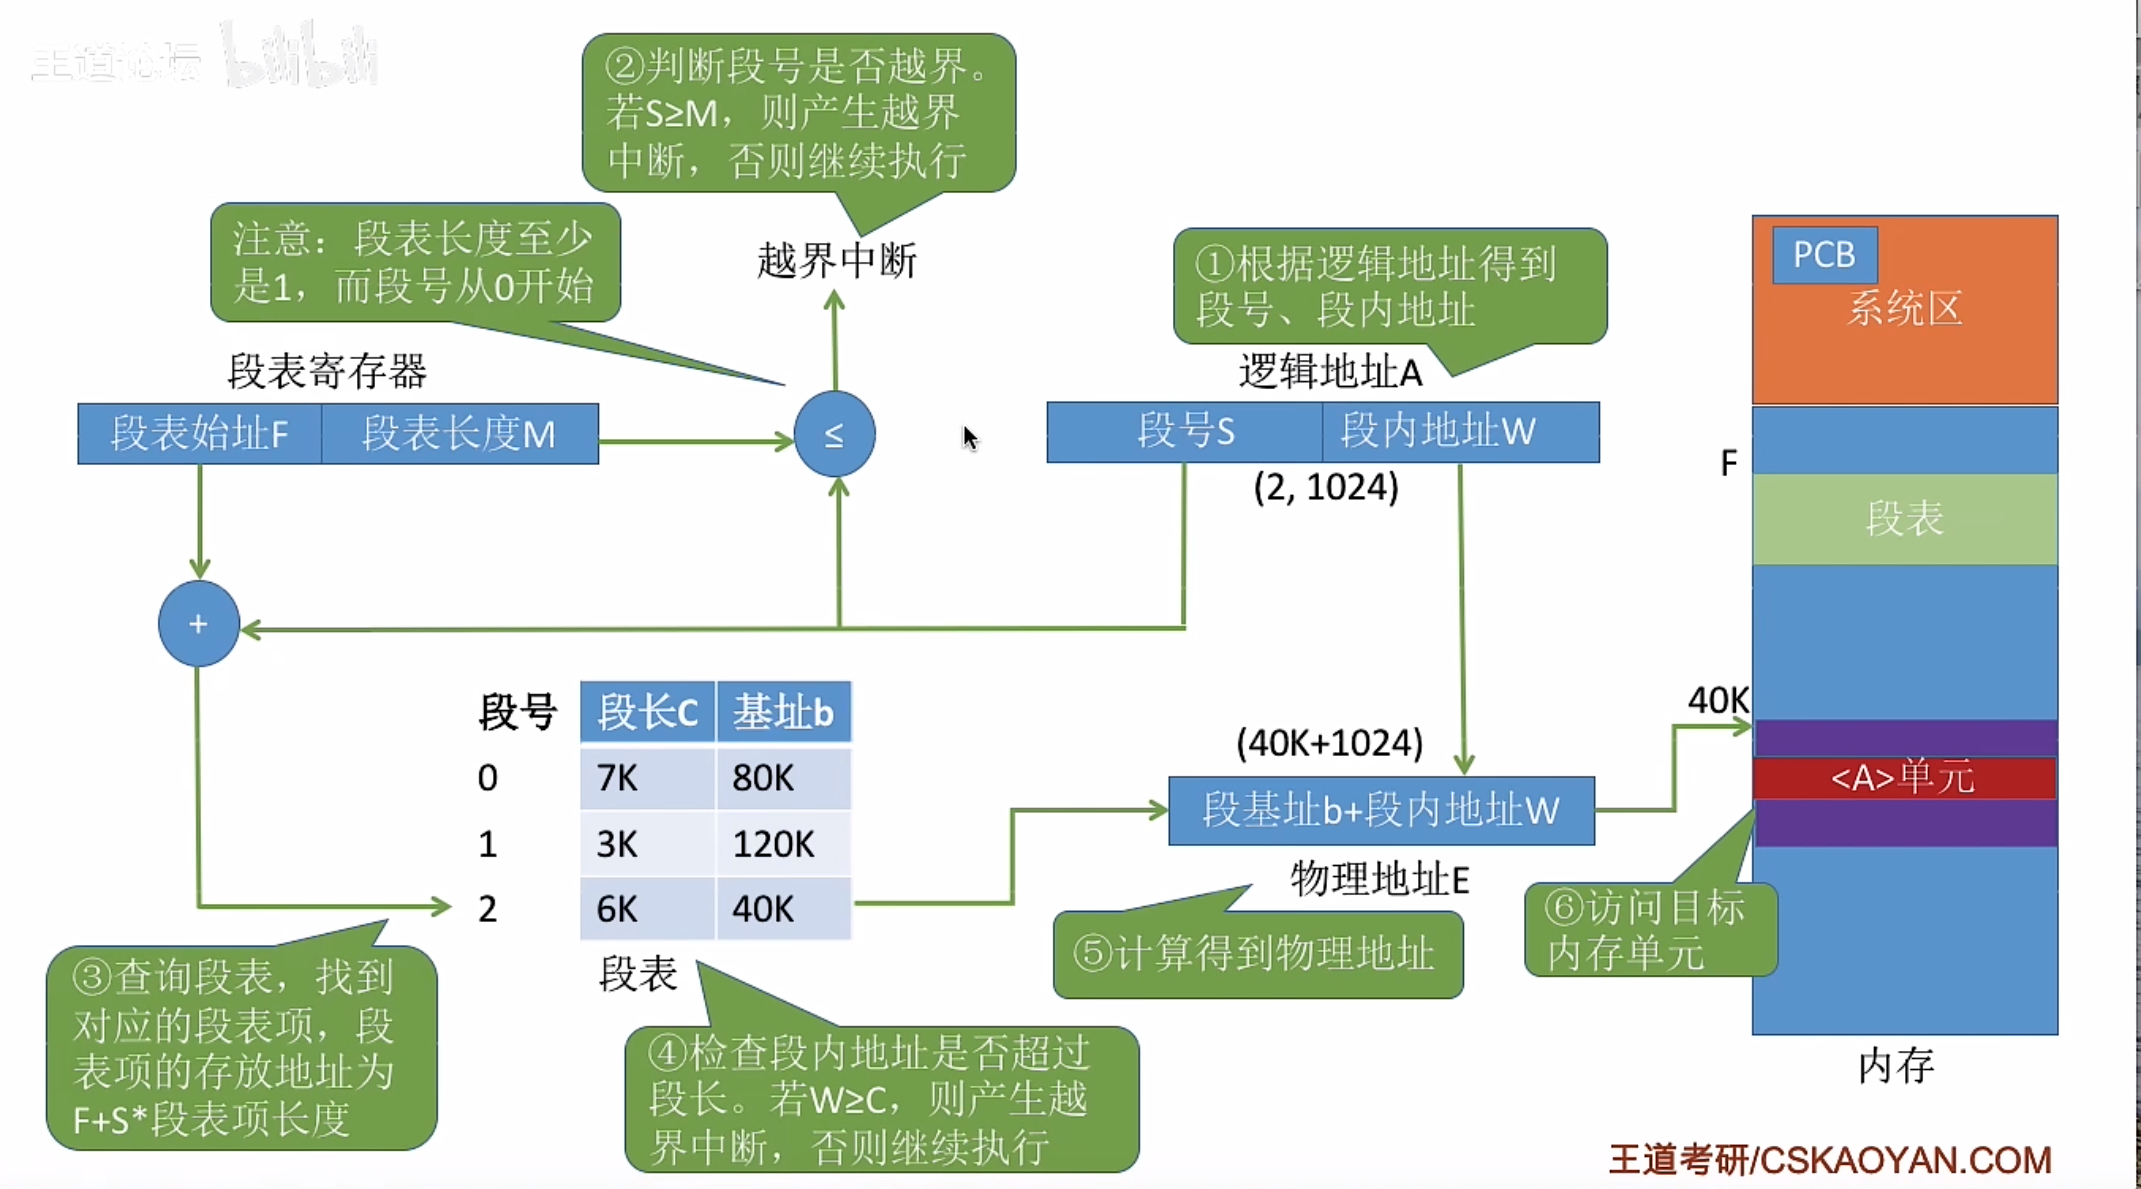 王道论坛 bilibili
②判断段号是否越界。
若S≥M，则产生越界
中断，否则继续执行
注意：段表长度至少
是1，而段号从0开始
越界中断
①根据逻辑地址得到
段号、段内地址
PCB
系统区
段表寄存器
逻辑地址A
段表始址F 段表长度M
≤
段号S 段内地址W
(2, 1024)
F
段表
+
40K
段号 段长C 基址b
0 7K 80K
1 3K 120K
2 6K 40K
段表
(40K+1024)
段基址b+段内地址W
物理地址E
<A>单元
③查询段表，找到
对应的段表项，段
表项的存放地址为
F+S*段表项长度
④检查段内地址是否超过
段长。若W≥C，则产生越
界中断，否则继续执行
⑤计算得到物理地址
⑥访问目标
内存单元
内存
王道考研/CSKAOYAN.COM